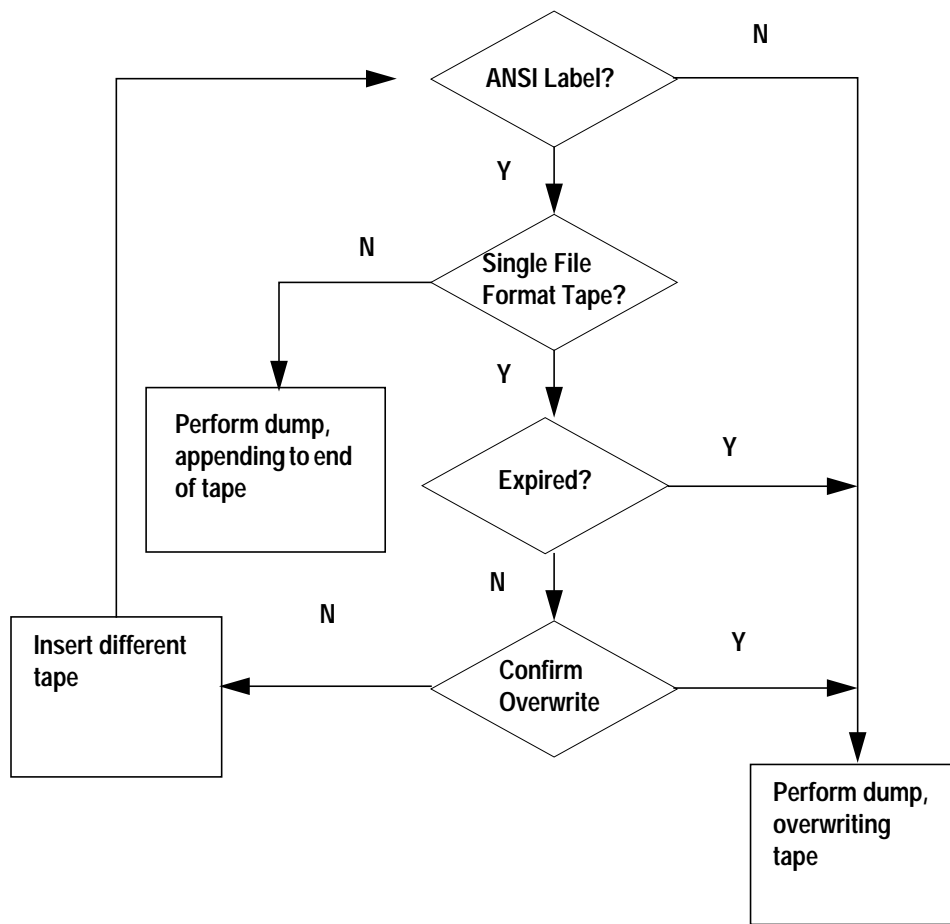 N
ANSI Label?
Y
N
Single File
Format Tape?
Y
Perform dump,
appending to end
of tape
Y
Expired?
N
N
Insert different
tape
Y
Confirm
Overwrite
Perform dump,
overwriting
tape